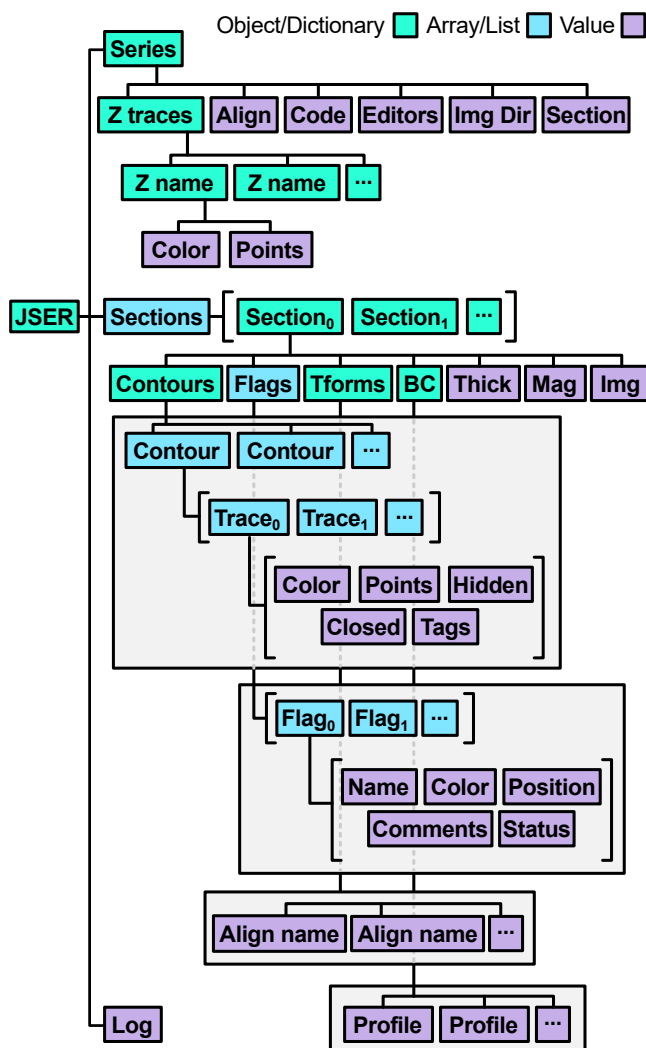 Object/Dictionary Array/List Value
Series
Z traces Align Code Editors Img Dir Section
Z name Z name ...
Color Points
JSER Sections Section₀ Section₁ ...
Contours Flags Tforms BC Thick Mag Img
Contour Contour ...
Trace₀ Trace₁ ...
Color Points Hidden
Closed Tags
Flag₀ Flag₁ ...
Name Color Position
Comments Status
Align name Align name ...
Log Profile Profile ...